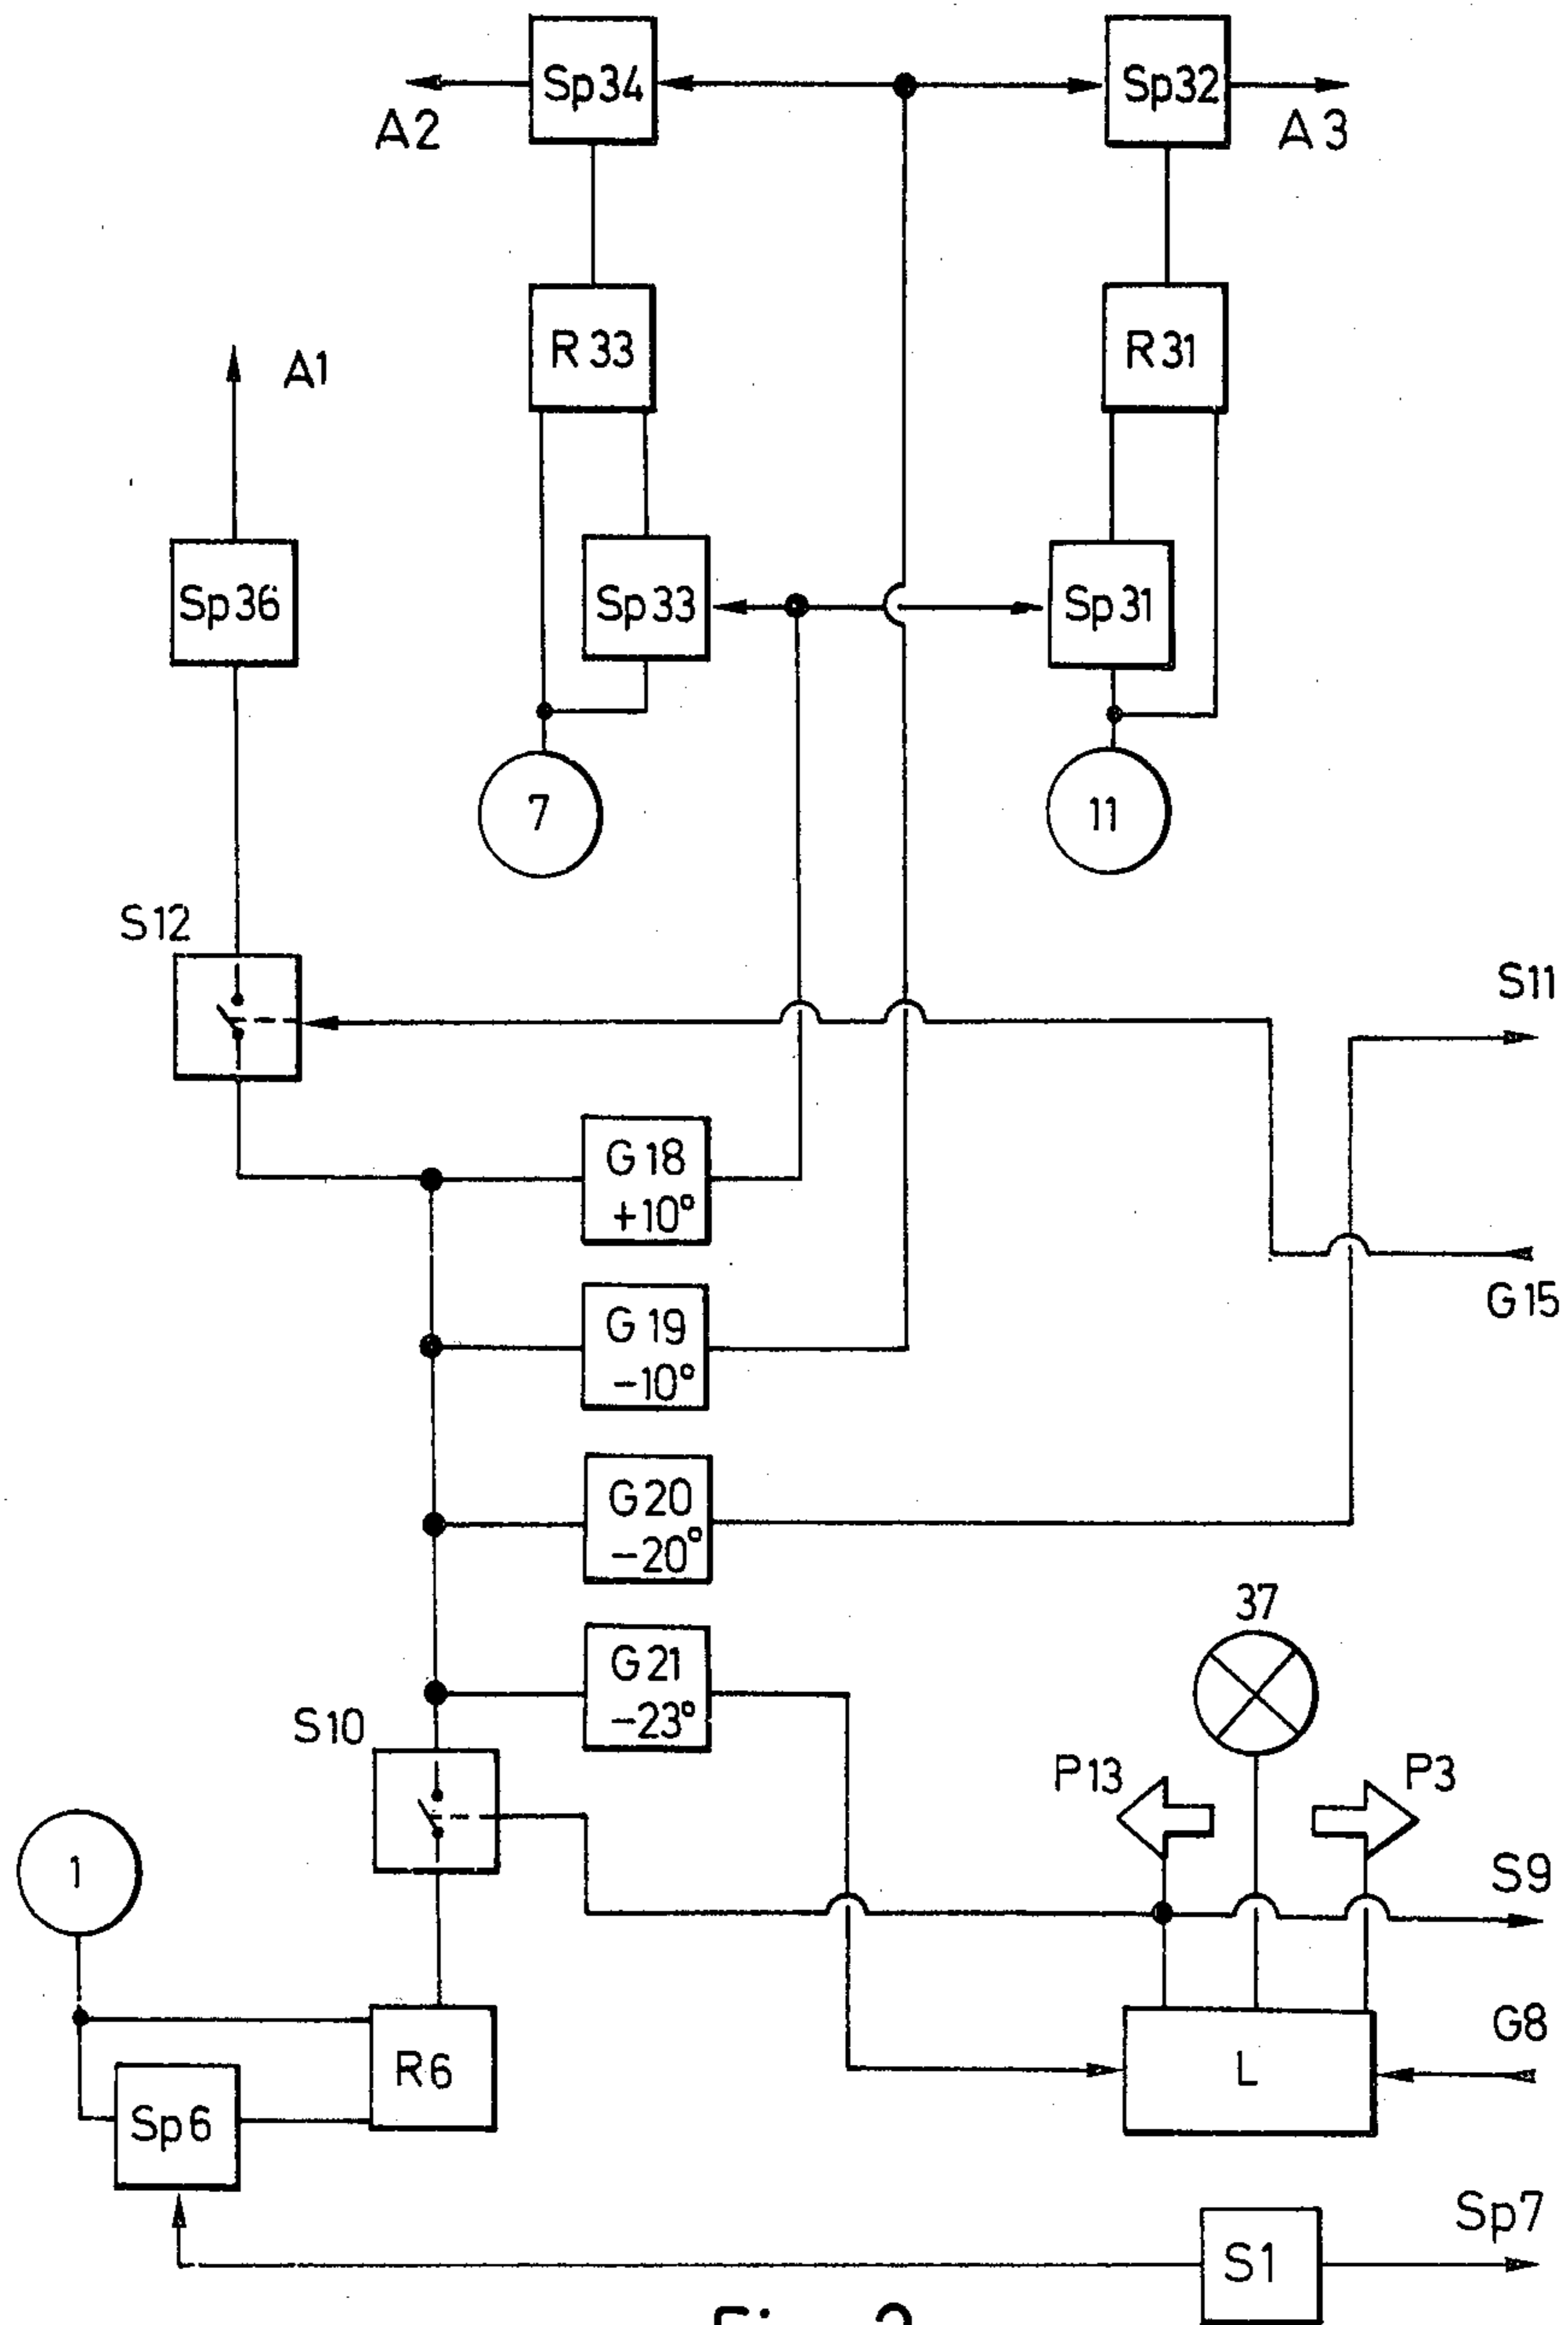 Sp34
Sp32
A2
A3
R33
R31
A1
Sp36
Sp33
Sp31
7
11
S12
S11
G18
+10°
G15
G19
-10°
G20
-20°
37
G21
-23°
S10
P13
P3
1
S9
G8
R6
L
Sp6
Sp7
S1